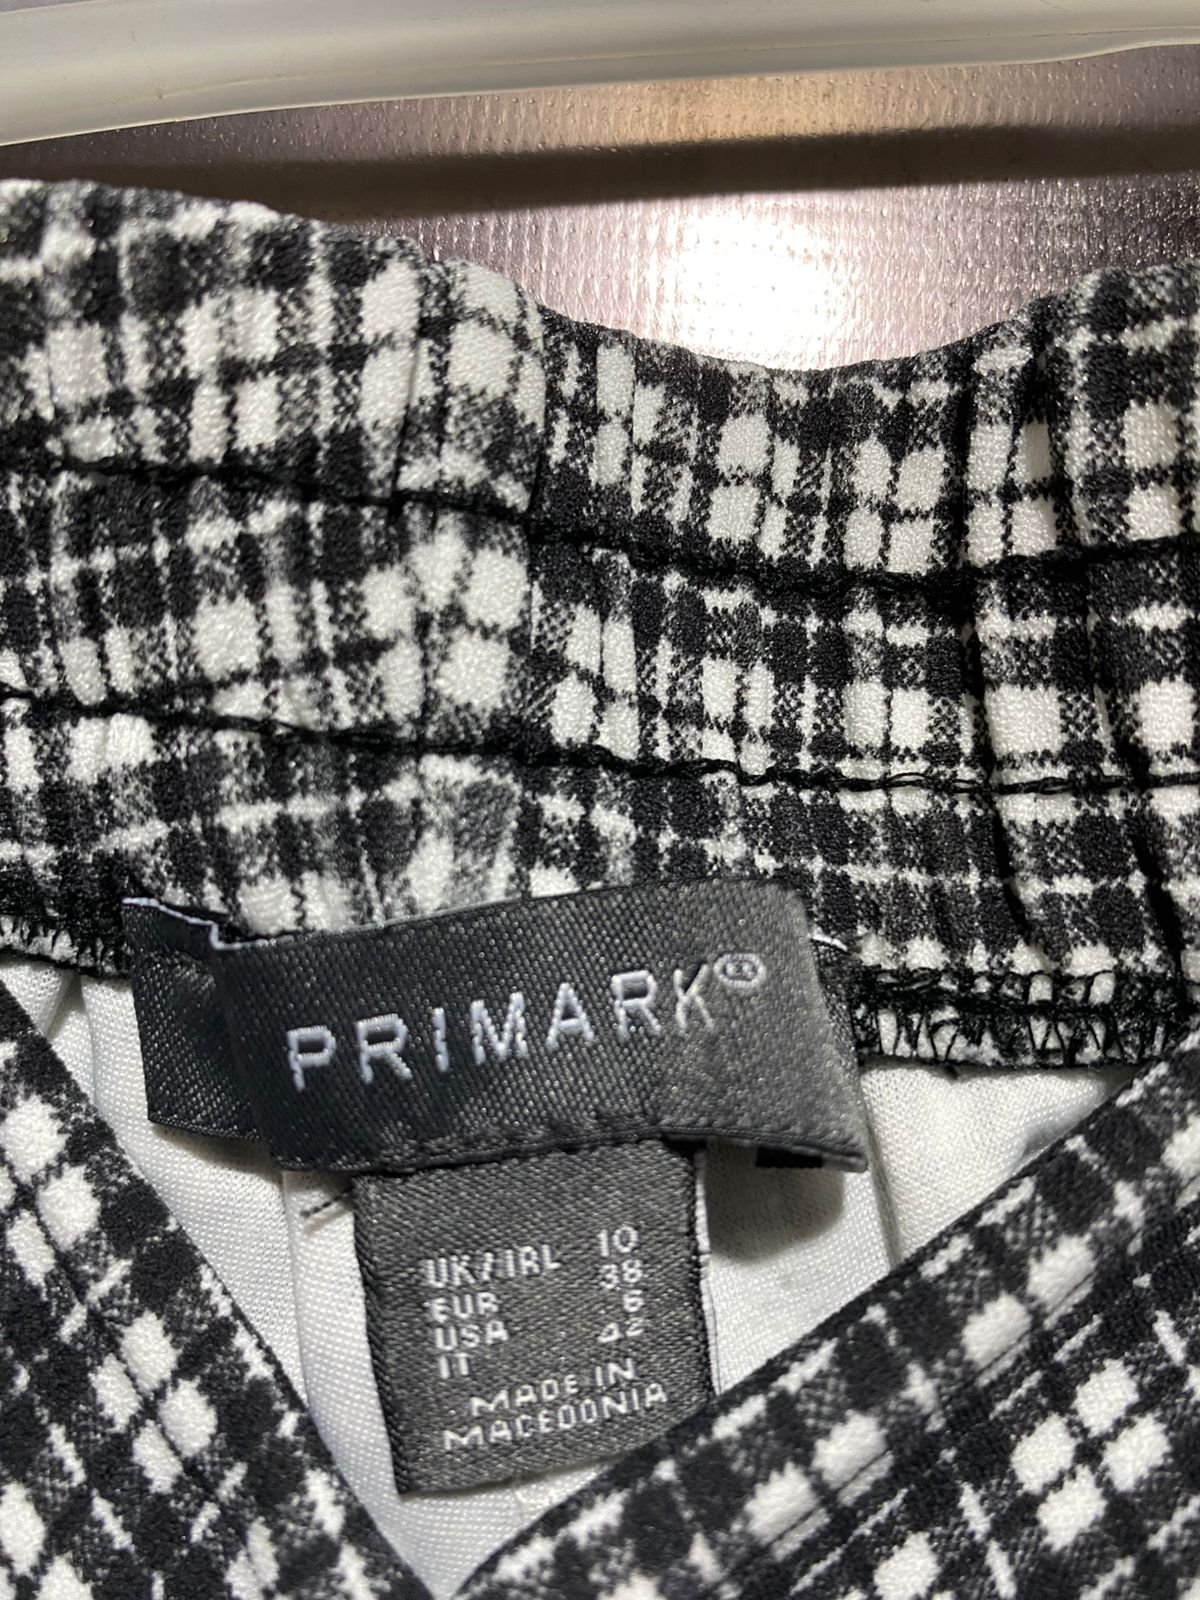 PRIMARK®
UK/IRL 10
EUR 38
USA 6
IT 42
MADE IN
MACEDONIA